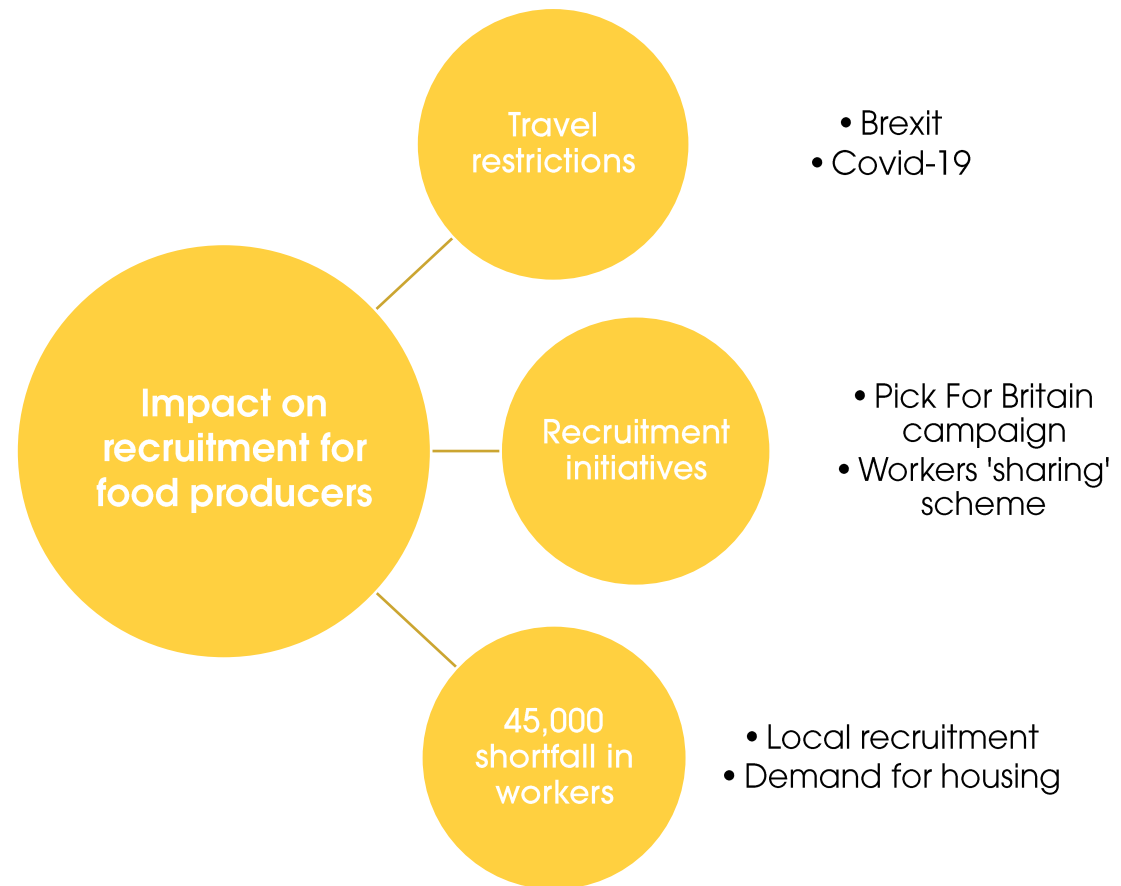 Impact on
recruitment for
food producers
Travel
restrictions
• Brexit
• Covid-19
Recruitment
initiatives
• Pick For Britain
campaign
• Workers 'sharing'
scheme
45,000
shortfall in
workers
• Local recruitment
• Demand for housing